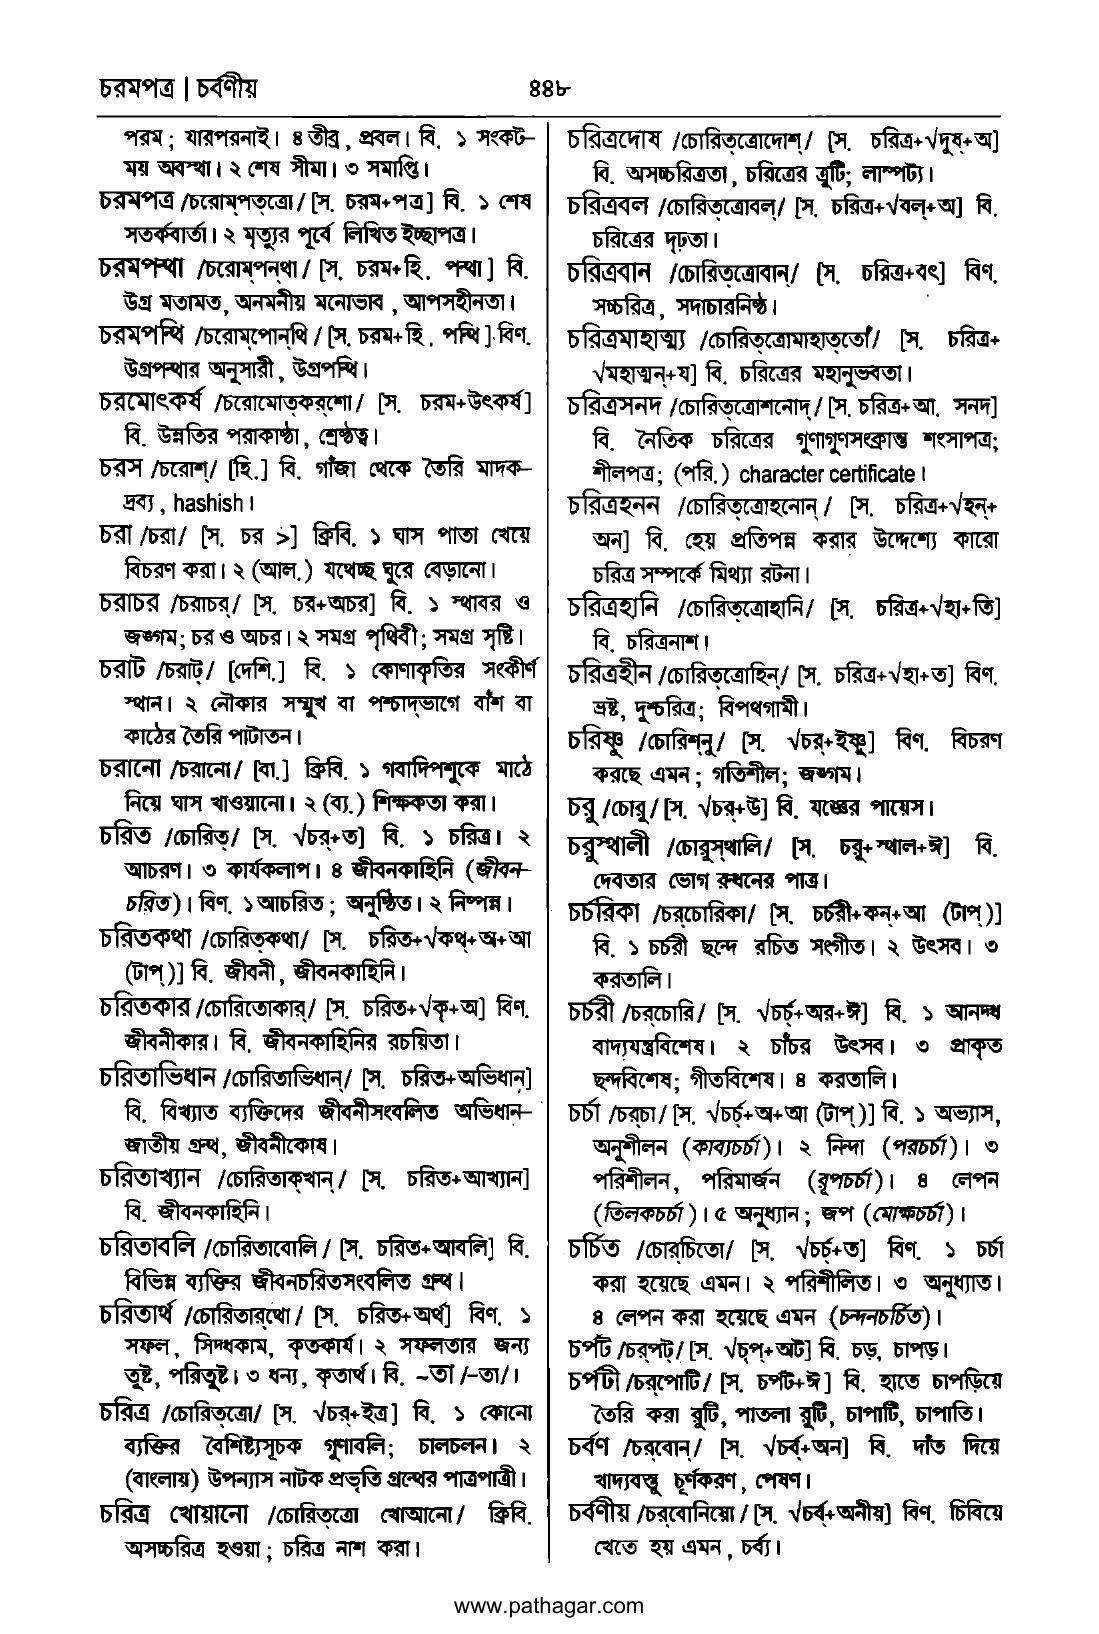 চরমপত্র | চর্বণীয়
৪৪৮
পরম ; যারপরনাই। ৪ তীব্র , প্রবল। বি. ১ সংকট–
ময় অবস্থা। ২ শেষ সীমা। ৩ সমাপ্তি।
চরমপত্র /চরোম্‌পত্‌ত্রো/ [স. চরম+পত্র] বি. ১ শেষ
সতর্কবার্তা। ২ মৃত্যুর পূর্বে লিখিত ইচ্ছাপত্র।
চরমপন্থা /চরোম্‌পন্‌থা/ [স. চরম+হি. পন্থা] বি.
উগ্র মতামত, অনমনীয় মনোভাব , আপসহীনতা।
চরমপন্থি /চরোম্‌পোন্‌থি/ [স. চরম+হি. পন্থি] বিণ.
উগ্রপন্থার অনুসারী , উগ্রপন্থি।
চরমোৎকর্ষ /চরোমোত্‌কর্‌শো/ [স. চরম+উৎকর্ষ]
বি. উন্নতির পরাকাষ্ঠা , শ্রেষ্ঠত্ব।
চরস /চরোশ্‌/ [হি.] বি. গাঁজা থেকে তৈরি মাদক–
দ্রব্য , hashish।
চরা /চরা/ [স. চর >] ক্রিবি. ১ ঘাস পাতা খেয়ে
বিচরণ করা। ২ (আল.) যথেচ্ছ ঘুরে বেড়ানো।
চরাচর /চরাচর্‌/ [স. চর+অচর] বি. ১ স্থাবর ও
জঙ্গম; চর ও অচর। ২ সমগ্র পৃথিবী ; সমগ্র সৃষ্টি।
চরাট /চরাট্‌/ [দেশি.] বি. ১ কোণাকৃতির সংকীর্ণ
স্থান। ২ নৌকার সম্মুখ বা পশ্চাদ্‌ভাগে বাঁশ বা
কাঠের তৈরি পাটাতন।
চরানো /চরানো/ [বা.] ক্রিবি. ১ গবাদিপশুকে মাঠে
নিয়ে ঘাস খাওয়ানো। ২ (ব্য.) শিক্ষকতা করা।
চরিত /চোরিত্‌/ [স. √চর্‌+ত] বি. ১ চরিত্র। ২
আচরণ। ৩ কার্যকলাপ। ৪ জীবনকাহিনি (জীবন–
চরিত)। বিণ. ১ আচরিত ; অনুষ্ঠিত। ২ নিষ্পন্ন।
চরিতকথা /চোরিত্‌কথা/ [স. চরিত+√কথ্‌+অ+আ
(টাপ্‌)] বি. জীবনী , জীবনকাহিনি।
চরিতকার /চোরিতোকার্‌/ [স. চরিত+√কৃ+অ] বিণ.
জীবনীকার। বি. জীবনকাহিনির রচয়িতা।
চরিতাভিধান /চোরিতাভিধান্‌/ [স. চরিত+অভিধান]
বি. বিখ্যাত ব্যক্তিদের জীবনীসংবলিত অভিধান–
জাতীয় গ্রন্থ, জীবনীকোষ।
চরিতাখ্যান /চোরিতাক্‌খান্‌/ [স. চরিত+আখ্যান]
বি. জীবনকাহিনি।
চরিতাবলি /চোরিতাবোলি/ [স. চরিত+আবলি] বি.
বিভিন্ন ব্যক্তির জীবনচরিতসংবলিত গ্রন্থ।
চরিতার্থ /চোরিতার্‌থো/ [স. চরিত+অর্থ] বিণ. ১
সফল , সিদ্ধকাম, কৃতকার্য। ২ সফলতার জন্য
তুষ্ট, পরিতুষ্ট। ৩ ধন্য , কৃতার্থ। বি. ~তা /–তা/।
চরিত্র /চোরিত্‌ত্রো/ [স. √চর্‌+ইত্র] বি. ১ কোনো
ব্যক্তির বৈশিষ্ট্যসূচক গুণাবলি; চালচলন। ২
(বাংলায়) উপন্যাস নাটক প্রভৃতি গ্রন্থের পাত্রপাত্রী।
চরিত্র খোয়ানো /চোরিত্‌ত্রো খোআনো/ ক্রিবি.
অসচ্চরিত্র হওয়া ; চরিত্র নাশ করা।
চরিত্রদোষ /চোরিত্‌ত্রোদোশ্‌/ [স. চরিত্র+√দুষ্‌+অ]
বি. অসচ্চরিত্রতা , চরিত্রের ত্রুটি; লাম্পট্য।
চরিত্রবল /চোরিত্‌ত্রোবল্‌/ [স. চরিত্র+√বল্‌+অ] বি.
চরিত্রের দৃঢ়তা।
চরিত্রবান /চোরিত্‌ত্রোবান্‌/ [স. চরিত্র+বৎ] বিণ.
সচ্চরিত্র , সদাচারনিষ্ঠ।
চরিত্রমাহাত্ম্য /চোরিত্‌ত্রোমাহাত্‌তোঁ/ [স. চরিত্র+
√মহাত্মন্‌+য] বি. চরিত্রের মহানুভবতা।
চরিত্রসনদ /চোরিত্‌ত্রোশনোদ্‌/ [স. চরিত্র+আ. সনদ]
বি. নৈতিক চরিত্রের গুণাগুণসংক্রান্ত শংসাপত্র;
শীলপত্র; (পরি.) character certificate।
চরিত্রহনন /চোরিত্‌ত্রোহনোন্‌/ [স. চরিত্র+√হন্‌+
অন] বি. হেয় প্রতিপন্ন করার উদ্দেশ্যে কারো
চরিত্র সম্পর্কে মিথ্যা রটনা।
চরিত্রহানি /চোরিত্‌ত্রোহানি/ [স. চরিত্র+√হা+তি]
বি. চরিত্রনাশ।
চরিত্রহীন /চোরিত্‌ত্রোহিন্‌/ [স. চরিত্র+√হা+ত] বিণ.
ভ্রষ্ট, দুশ্চরিত্র; বিপথগামী।
চরিষ্ণু /চোরিশ্‌নু/ [স. √চর্‌+ইষ্ণু] বিণ. বিচরণ
করছে এমন ; গতিশীল; জঙ্গম।
চরু /চোরু/ [স. √চর্‌+উ] বি. যজ্ঞের পায়েস।
চরুস্থালী /চোরুস্‌থালি/ [স. চরু+স্থাল+ঈ] বি.
দেবতার ভোগ রন্ধনের পাত্র।
চর্চরিকা /চর্‌চোরিকা/ [স. চর্চরী+কন্‌+আ (টাপ্‌)]
বি. ১ চর্চরী ছন্দে রচিত সংগীত। ২ উৎসব। ৩
করতালি।
চর্চরী /চর্‌চোরি/ [স. √চর্চ্‌+অর+ঈ] বি. ১ আনদ্ধ
বাদ্যযন্ত্রবিশেষ। ২ চাঁচর উৎসব। ৩ প্রাকৃত
ছন্দবিশেষ; গীতবিশেষ। ৪ করতালি।
চর্চা /চর্‌চা/ [স. √চর্চ্‌+অ+আ (টাপ্‌)] বি. ১ অভ্যাস,
অনুশীলন (কাব্যচর্চা)। ২ নিন্দা (পরচর্চা)। ৩
পরিশীলন, পরিমার্জন (রূপচর্চা)। ৪ লেপন
(তিলকচর্চা)। ৫ অনুধ্যান ; জপ (মোক্ষচর্চা)।
চর্চিত /চোর্‌চিতো/ [স. √চর্চ্‌+ত] বিণ. ১ চর্চা
করা হয়েছে এমন। ২ পরিশীলিত। ৩ অনুধ্যাত।
৪ লেপন করা হয়েছে এমন (চন্দনচর্চিত)।
চর্পট /চর্‌পট্‌/ [স. √চৃপ্‌+অট] বি. চড়, চাপড়।
চর্পটী /চর্‌পোটি/ [স. চর্পট+ঈ] বি. হাতে চাপড়িয়ে
তৈরি করা রুটি, পাতলা রুটি, চাপাটি, চাপাতি।
চর্বণ /চর্‌বোন্‌/ [স. √চর্ব্‌+অন] বি. দাঁত দিয়ে
খাদ্যবস্তু চূর্ণকরণ , পেষণ।
চর্বণীয় /চর্‌বোনিয়ো/ [স. √চর্ব্‌+অনীয়] বিণ. চিবিয়ে
খেতে হয় এমন , চর্ব্য।
www.pathagar.com